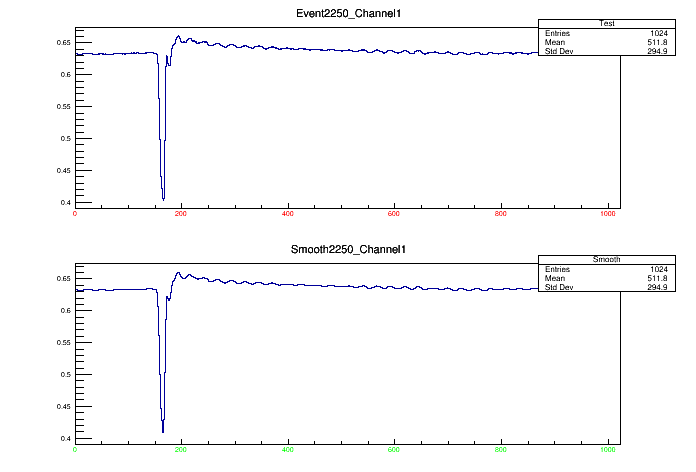 Event2250_Channel1
Test
Entries 1024
Mean 511.8
Std Dev 294.9
0.65
0.6
0.55
0.5
0.45
0.4
0 200 400 600 800 1000
Smooth2250_Channel1
Smooth
Entries 1024
Mean 511.8
Std Dev 294.9
0.65
0.6
0.55
0.5
0.45
0.4
0 200 400 600 800 1000